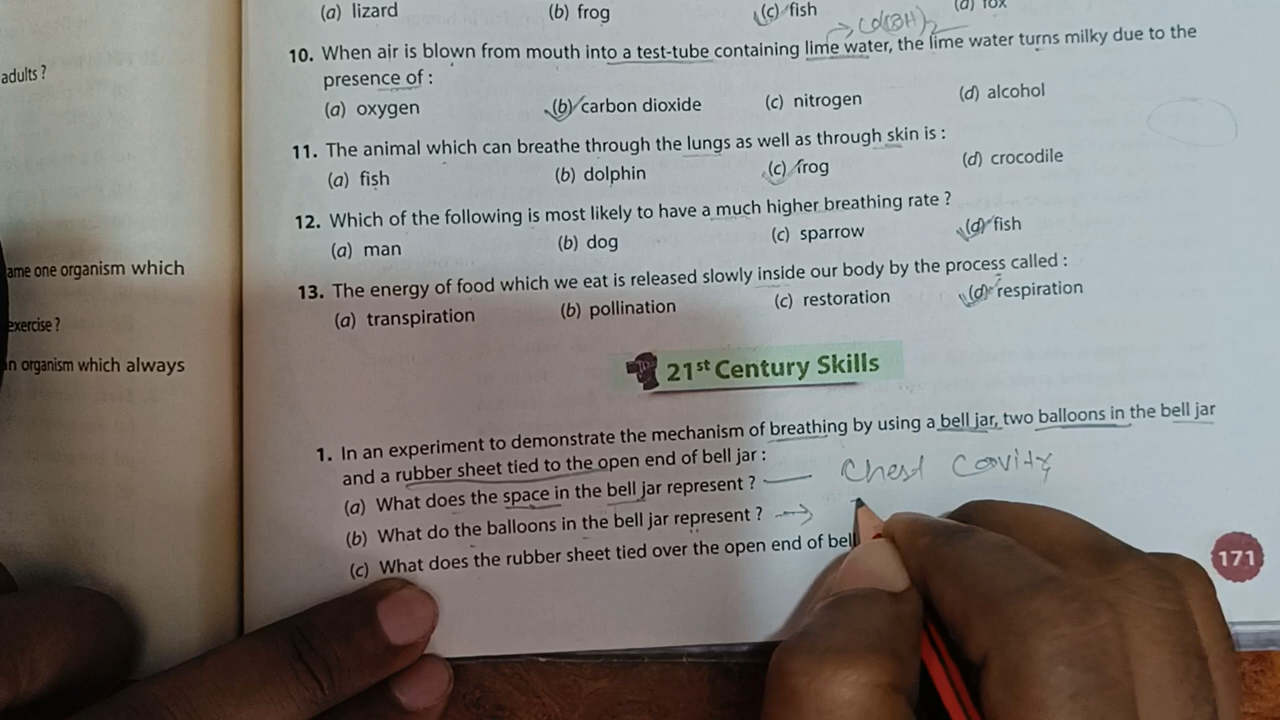 (a) lizard (b) frog (c) fish (d) fox
10. When air is blown from mouth into a test-tube containing lime water, the lime water turns milky due to the
presence of :
(a) oxygen (b) carbon dioxide (c) nitrogen (d) alcohol
11. The animal which can breathe through the lungs as well as through skin is :
(a) fish (b) dolphin (c) frog (d) crocodile
12. Which of the following is most likely to have a much higher breathing rate ?
(a) man (b) dog (c) sparrow (d) fish
13. The energy of food which we eat is released slowly inside our body by the process called :
(a) transpiration (b) pollination (c) restoration (d) respiration
21st Century Skills
1. In an experiment to demonstrate the mechanism of breathing by using a bell jar, two balloons in the bell jar
and a rubber sheet tied to the open end of bell jar :
(a) What does the space in the bell jar represent ? — Chest Cavity
(b) What do the balloons in the bell jar represent ? →
(c) What does the rubber sheet tied over the open end of bell
171
adults ?
ame one organism which
exercise ?
n organism which always